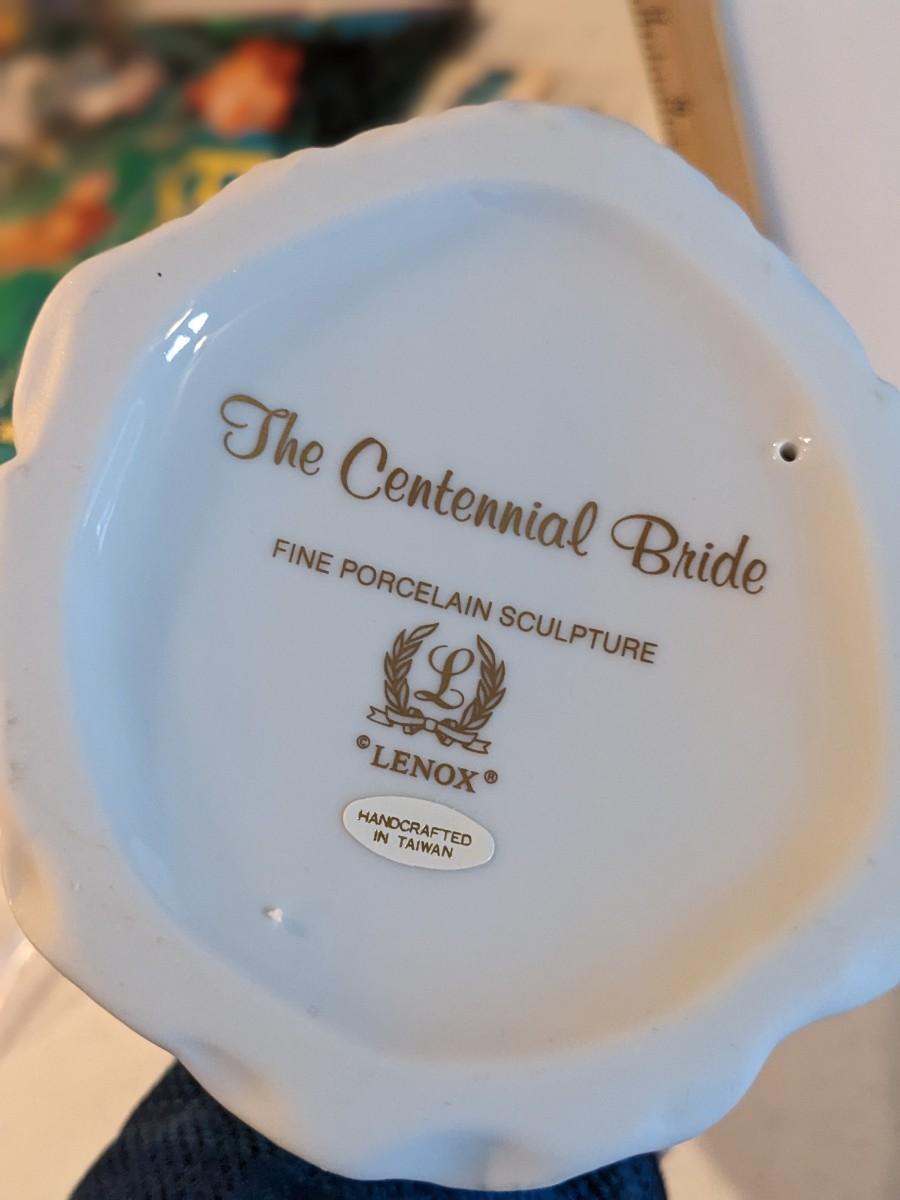 The Centennial Bride
FINE PORCELAIN SCULPTURE
L
© LENOX ®
HANDCRAFTED
IN TAIWAN